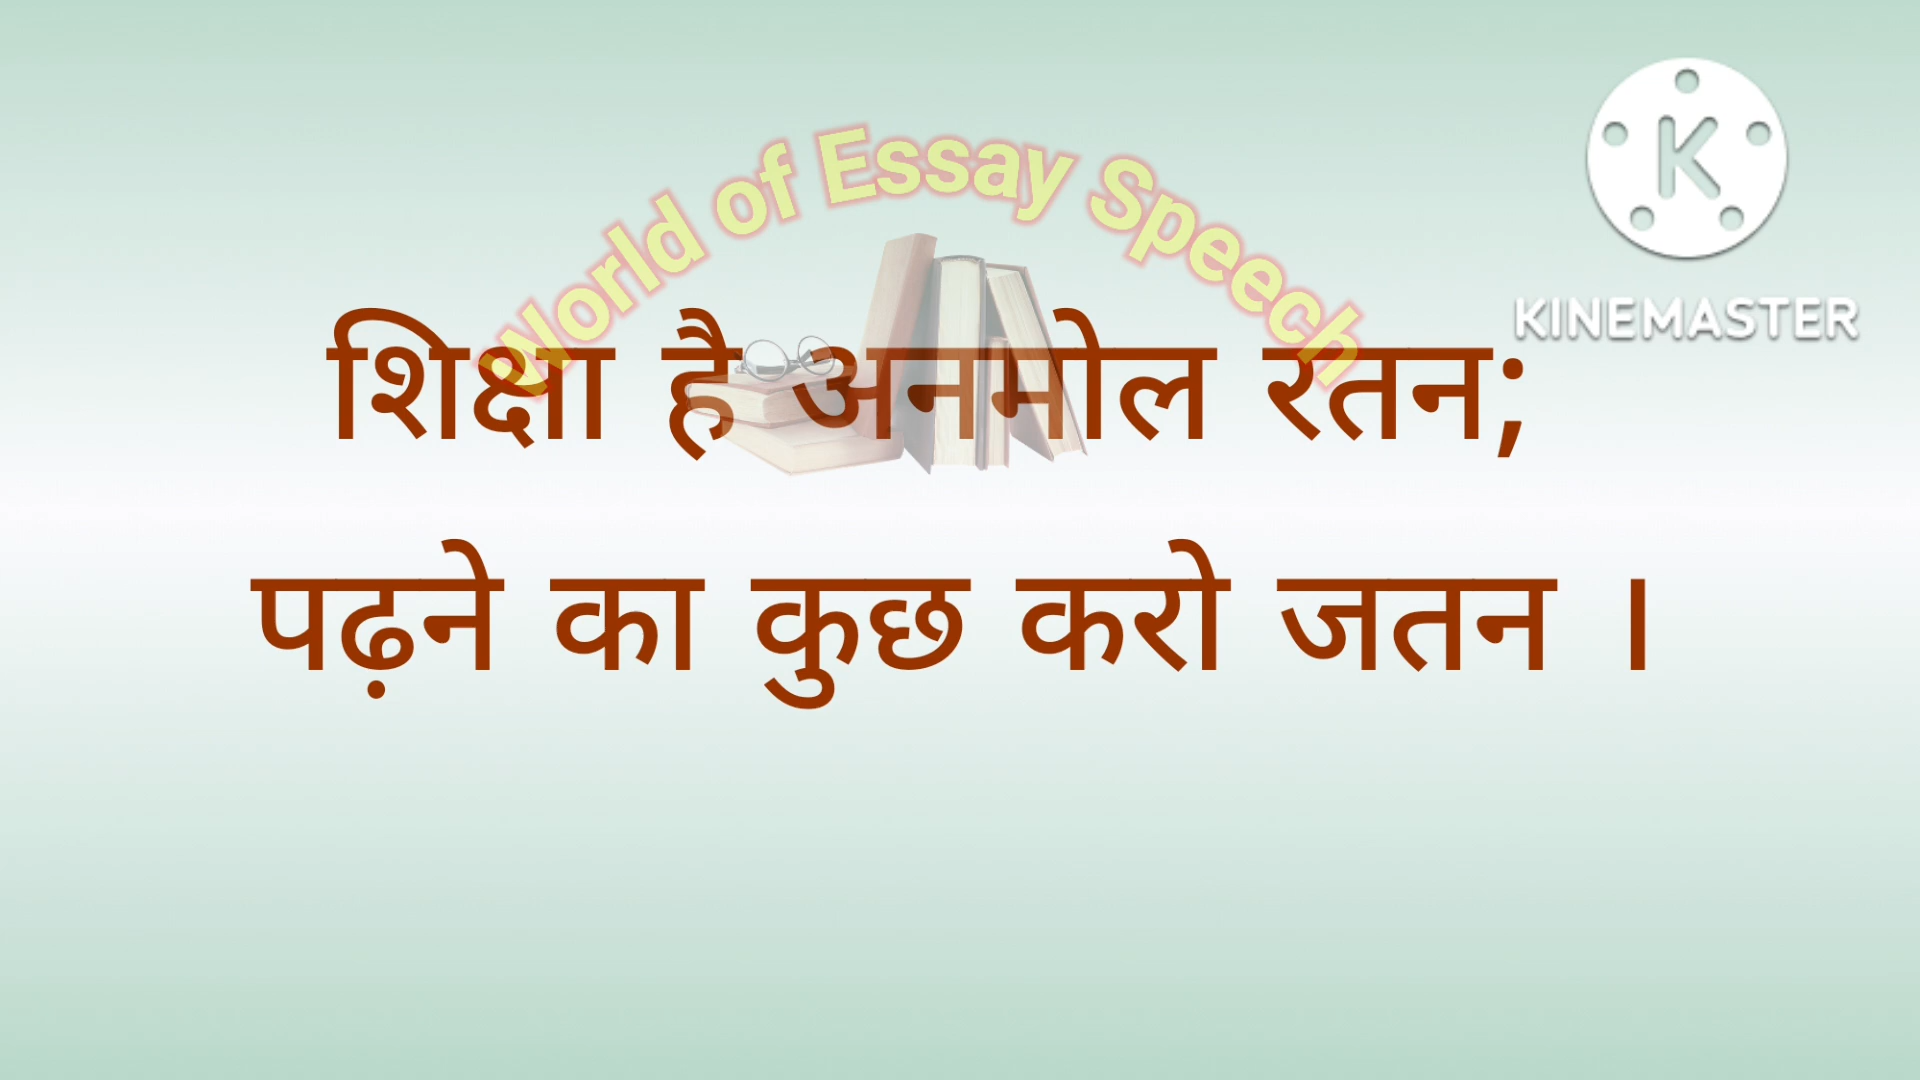 World of Essay Speech
KINEMASTER
शिक्षा है अनमोल रतन;
पढ़ने का कुछ करो जतन ।